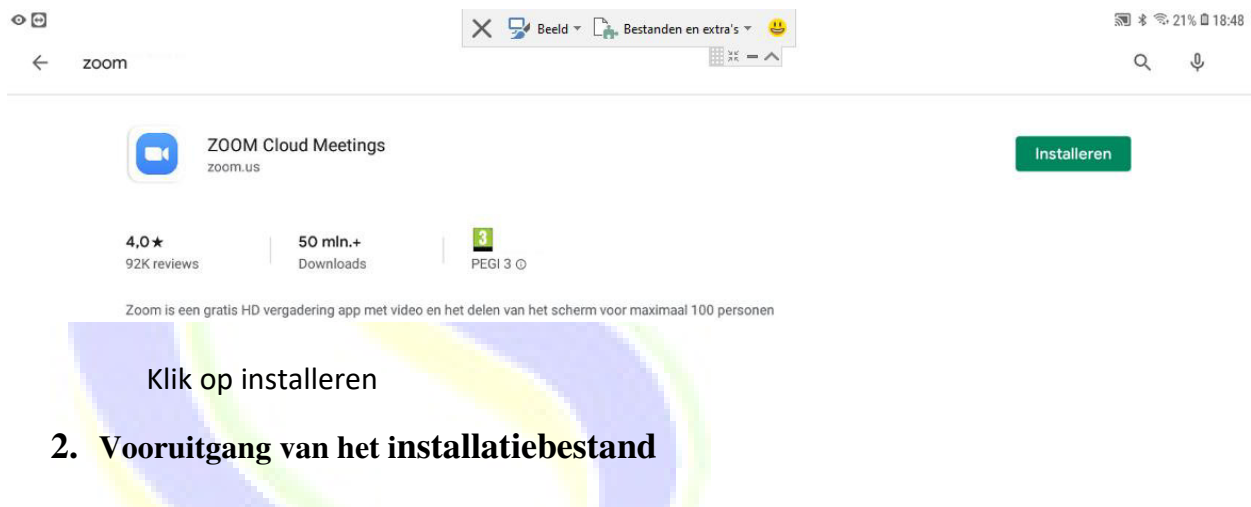 Beeld Bestanden en extra's
21% 18:48
zoom
ZOOM Cloud Meetings
zoom.us
Installeren
4,0★ 50 mln.+ 3
92K reviews Downloads PEGI 3
Zoom is een gratis HD vergadering app met video en het delen van het scherm voor maximaal 100 personen
Klik op installeren
2. Vooruitgang van het installatiebestand